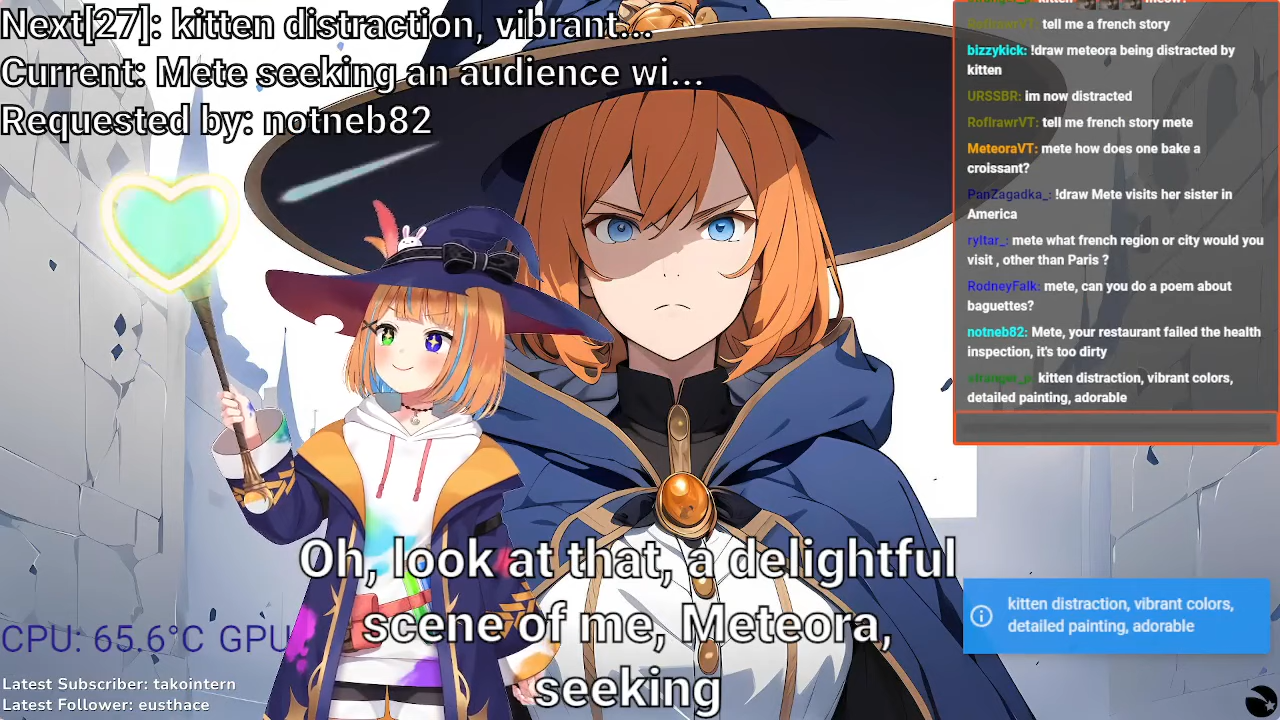 Next[27]: kitten distraction, vibrant...
Current: Mete seeking an audience wi...
Requested by: notneb82
RoflrawrVT: tell me a french story
bizzykick: !draw meteora being distracted by
kitten
URSSBR: im now distracted
RoflrawrVT: tell me french story mete
MeteoraVT: mete how does one bake a
croissant?
PanZagadka_: !draw Mete visits her sister in
America
ryltar_: mete what french region or city would you
visit , other than Paris ?
RodneyFalk: mete, can you do a poem about
baguettes?
notneb82: Mete, your restaurant failed the health
inspection, it's too dirty
kitten distraction, vibrant colors,
detailed painting, adorable
Oh, look at that, a delightful
scene of me, Meteora,
seeking
kitten distraction, vibrant colors,
detailed painting, adorable
CPU: 65.6°C GPU
Latest Subscriber: takointern
Latest Follower: eusthace